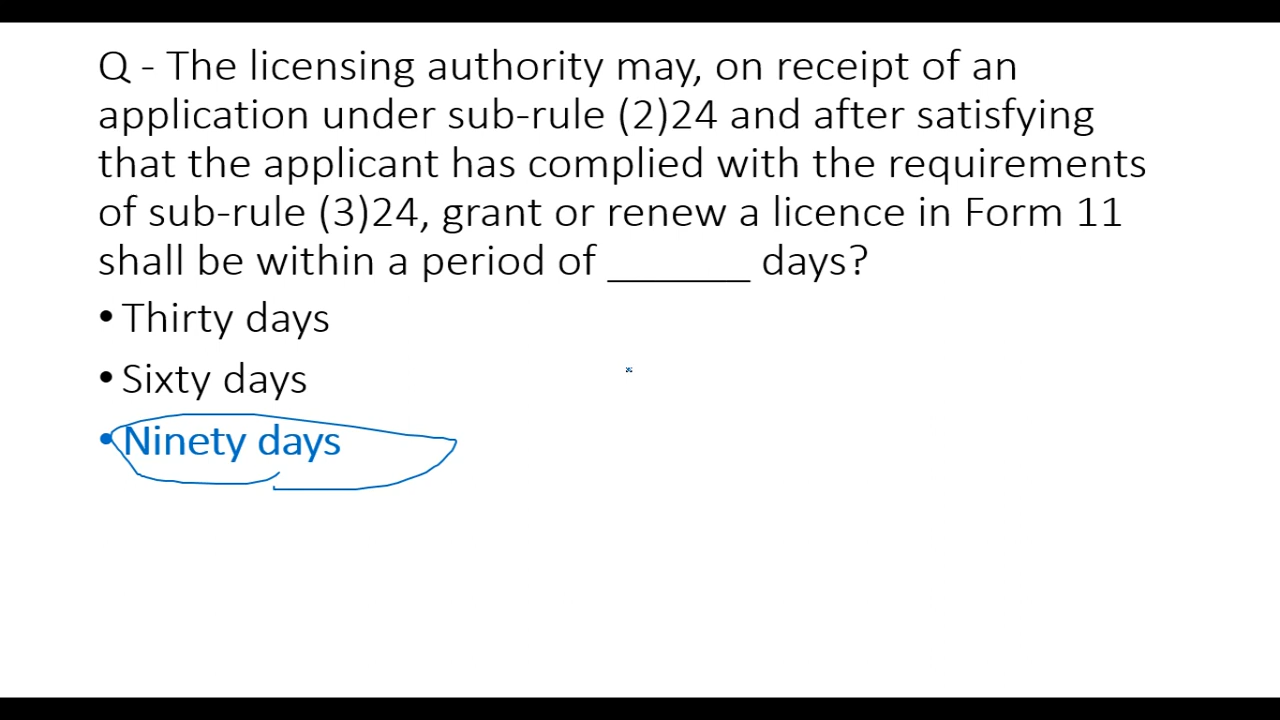 Q - The licensing authority may, on receipt of an
application under sub-rule (2)24 and after satisfying
that the applicant has complied with the requirements
of sub-rule (3)24, grant or renew a licence in Form 11
shall be within a period of _______ days?
• Thirty days
• Sixty days
• Ninety days